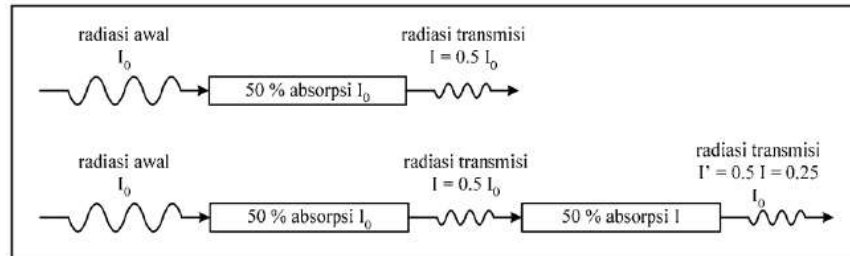 radiasi awal
I₀
50 % absorpsi I₀
radiasi transmisi
I = 0.5 I₀
radiasi awal
I₀
50 % absorpsi I₀
radiasi transmisi
I = 0.5 I₀
50 % absorpsi I
radiasi transmisi
I' = 0.5 I = 0.25
I₀